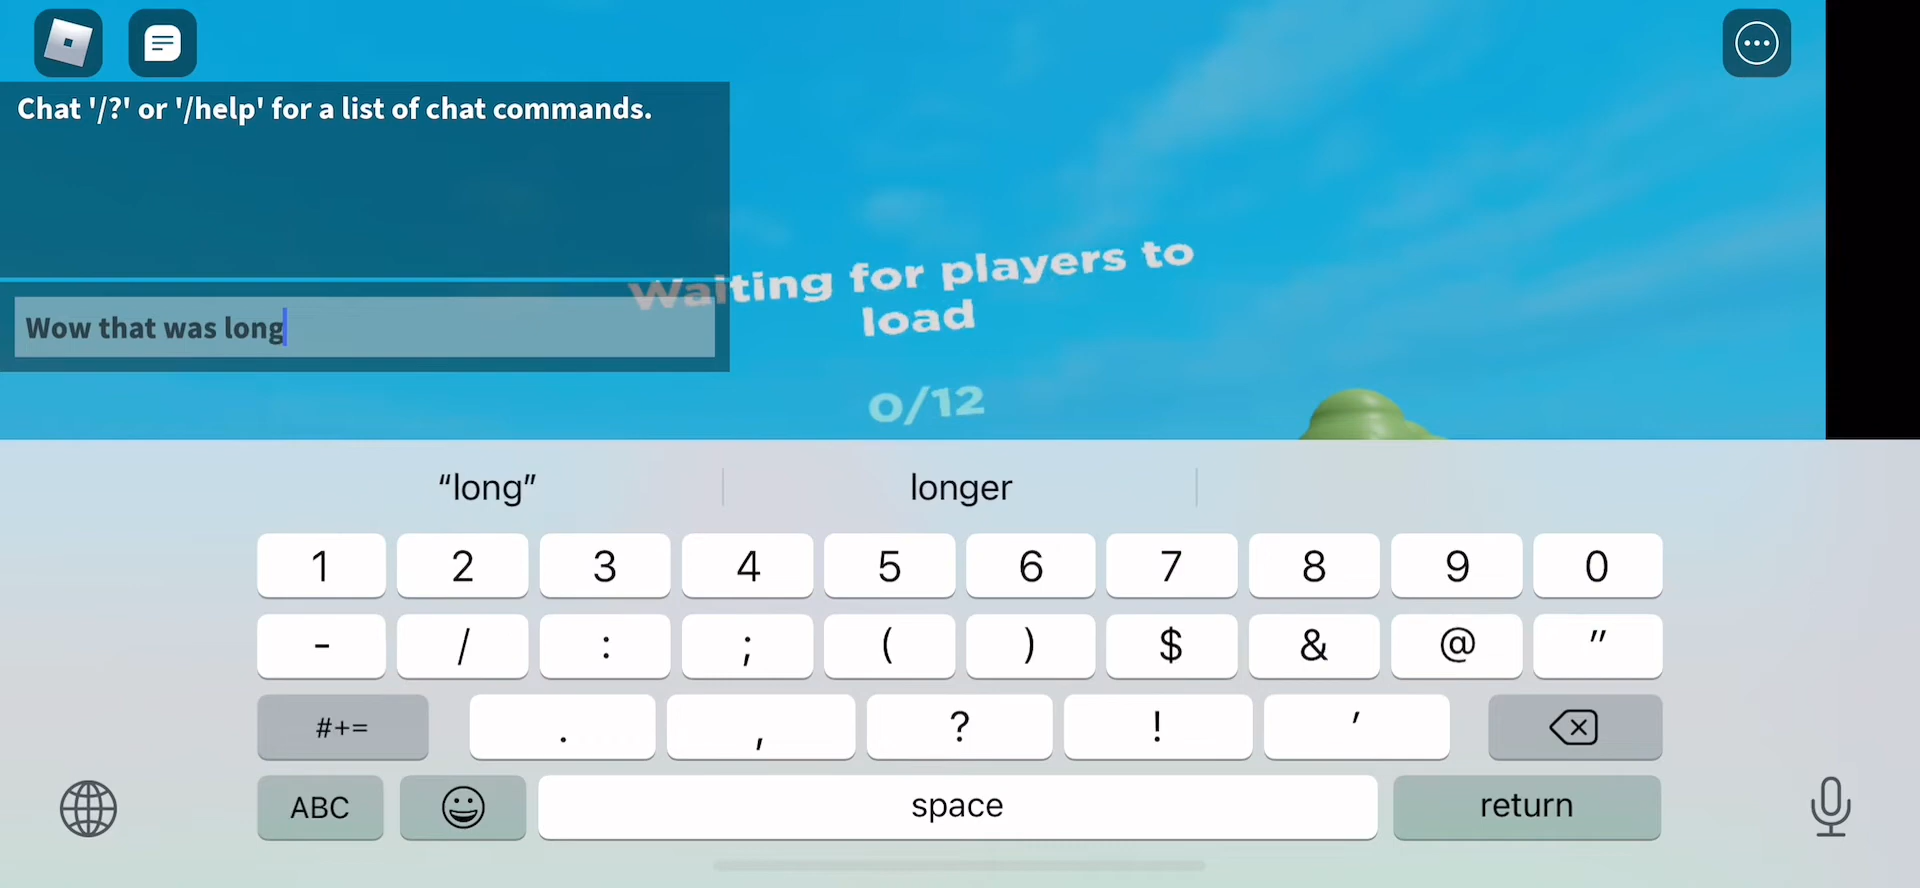 Chat '/?' or '/help' for a list of chat commands.
Waiting for players to
load
Wow that was long
0/12
“long”
longer
1 2 3 4 5 6 7 8 9 0
- / : ; ( ) $ & @ "
#+= . , ? ! '
ABC space return